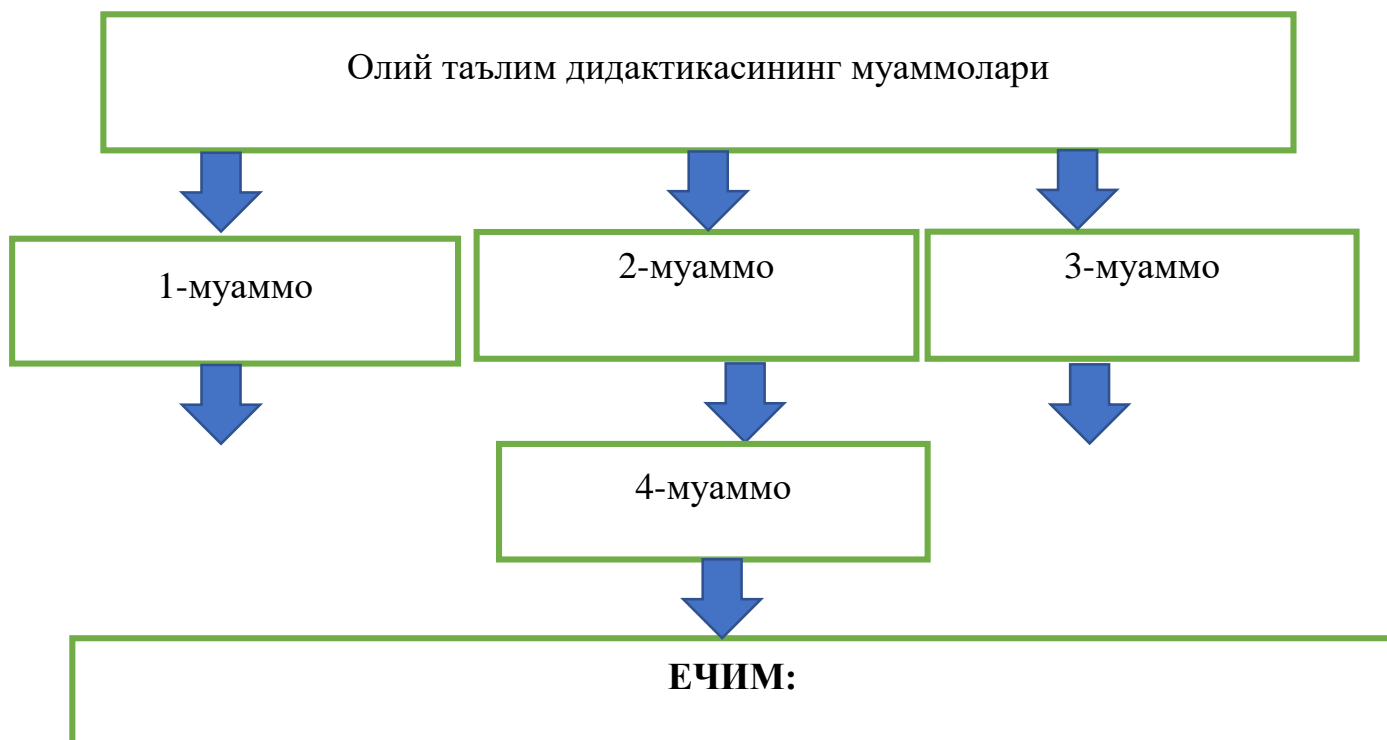 Олий таълим дидактикасининг муаммолари
1-муаммо
2-муаммо
3-муаммо
4-муаммо
ЕЧИМ: